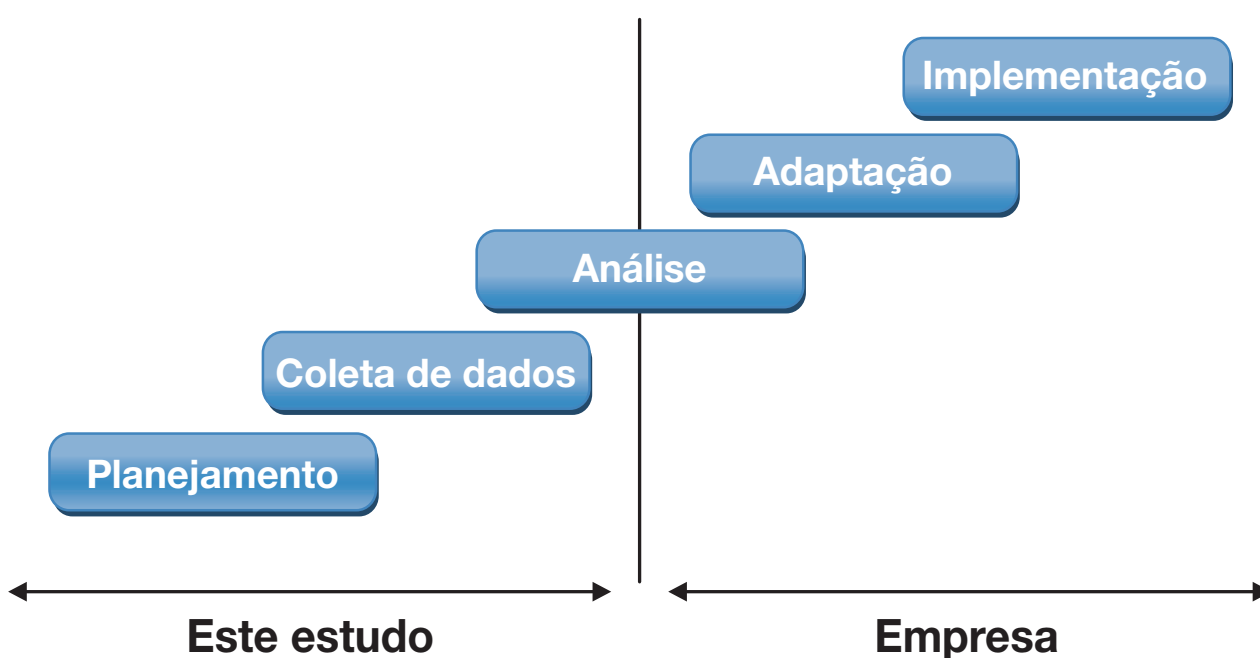 Implementação
Adaptação
Análise
Coleta de dados
Planejamento
Este estudo
Empresa